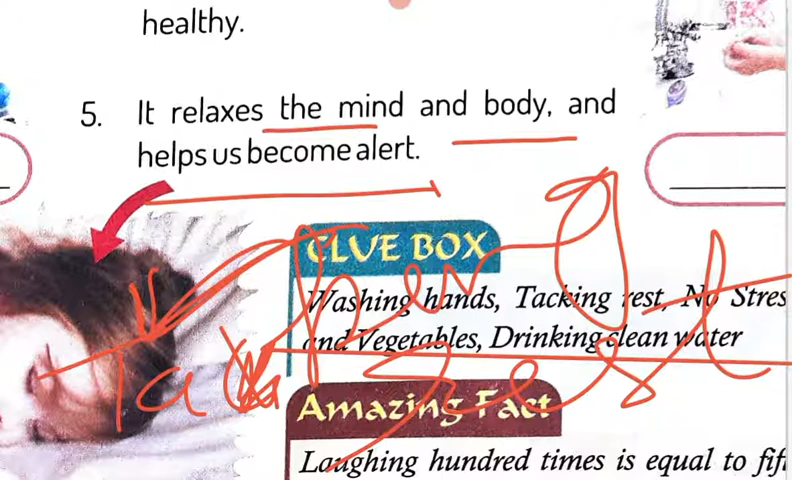 healthy.
5. It relaxes the mind and body, and
helps us become alert.
CLUE BOX
Washing hands, Tacking rest, No Stres
and Vegetables, Drinking clean water
Amazing Fact
Laughing hundred times is equal to fif